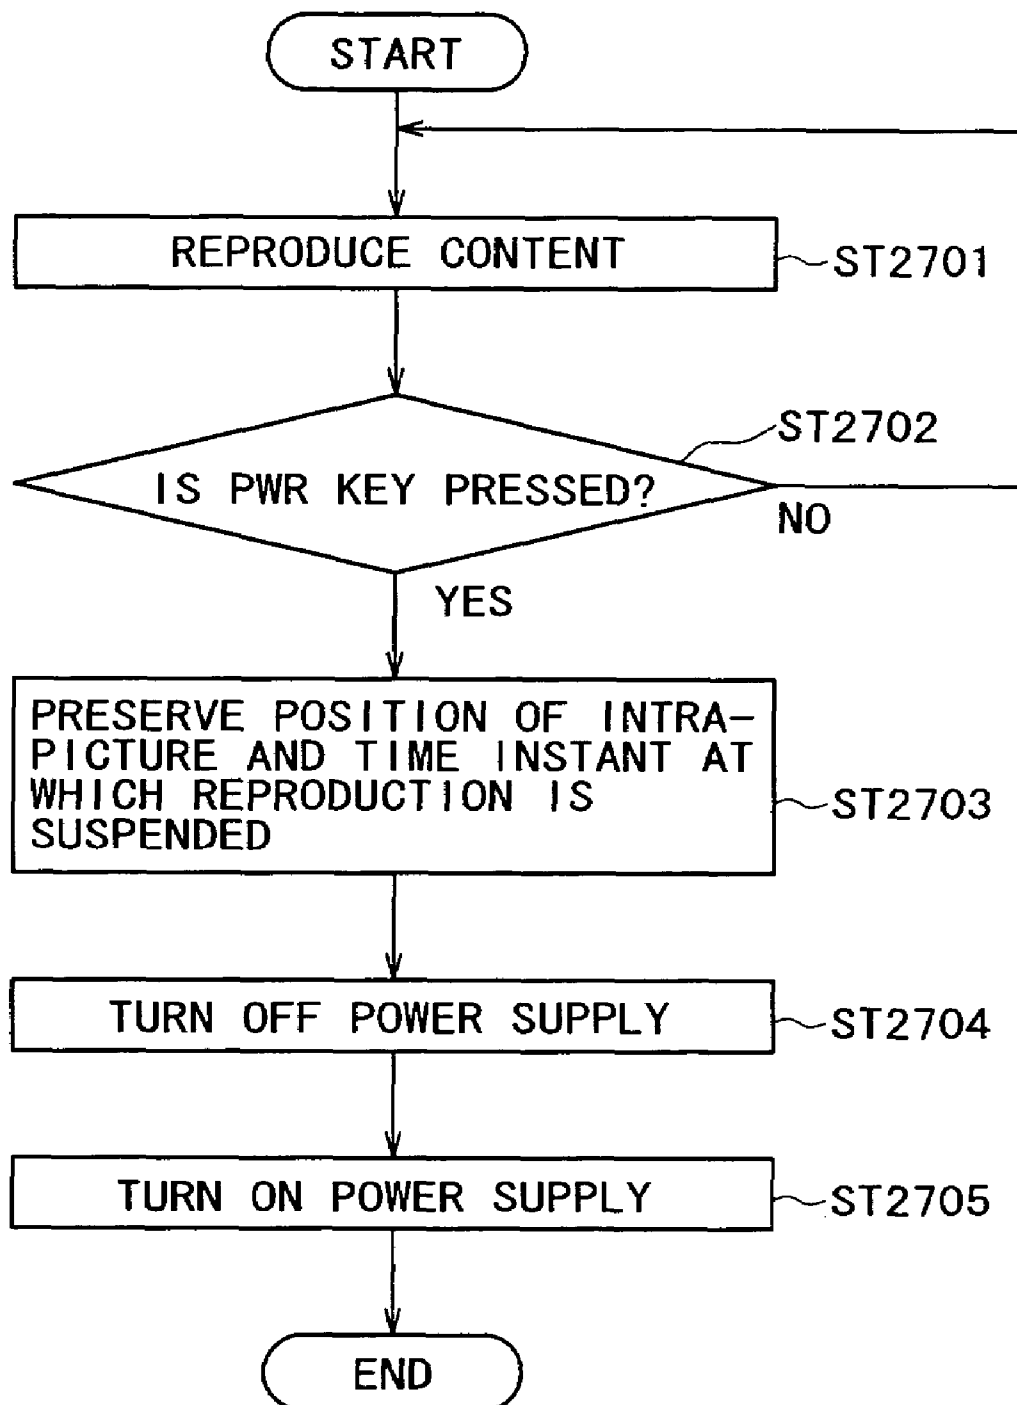 START
REPRODUCE CONTENT
ST2701
ST2702
IS PWR KEY PRESSED?
NO
YES
PRESERVE POSITION OF INTRA-
PICTURE AND TIME INSTANT AT
WHICH REPRODUCTION IS
SUSPENDED
ST2703
TURN OFF POWER SUPPLY
ST2704
TURN ON POWER SUPPLY
ST2705
END